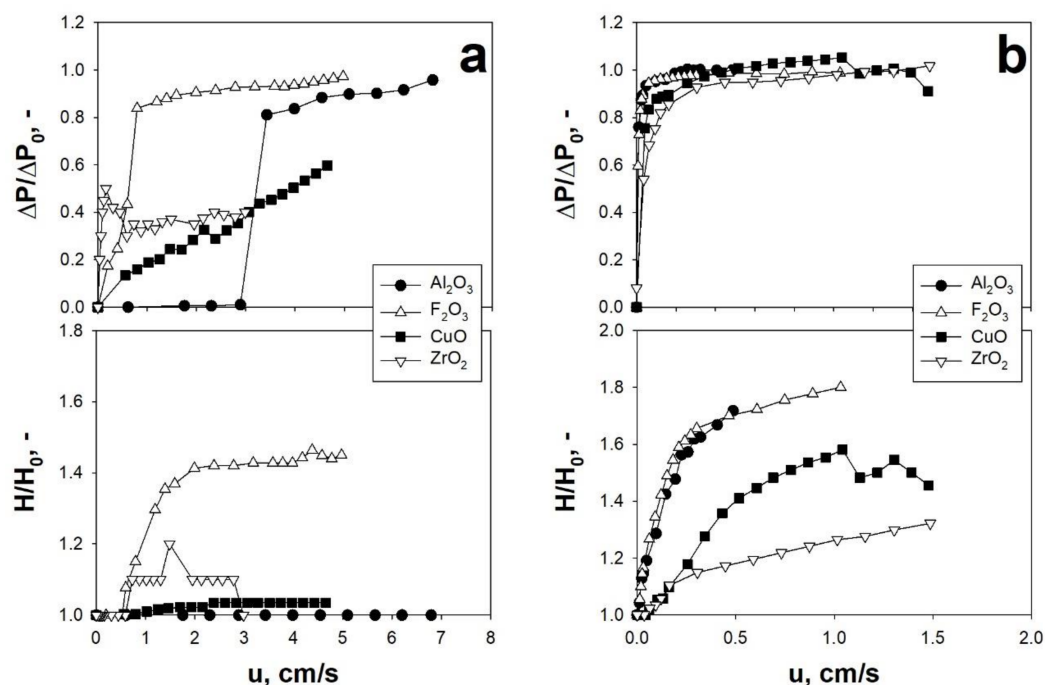 a
1.2
1.0
0.8
0.6
0.4
0.2
0.0
ΔP/ΔP₀, -
b
1.2
1.0
0.8
0.6
0.4
0.2
0.0
ΔP/ΔP₀, -
Al₂O₃
F₂O₃
CuO
ZrO₂
Al₂O₃
F₂O₃
CuO
ZrO₂
1.8
1.6
1.4
1.2
1.0
H/H₀, -
0 1 2 3 4 5 6 7 8
u, cm/s
2.0
1.8
1.6
1.4
1.2
1.0
H/H₀, -
0.0 0.5 1.0 1.5 2.0
u, cm/s